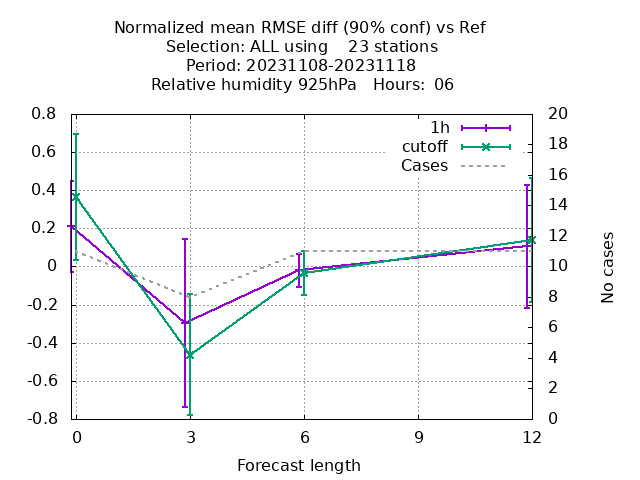 Normalized mean RMSE diff (90% conf) vs Ref
Selection: ALL using    23 stations
Period: 20231108-20231118
Relative humidity 925hPa   Hours:  06
0.8
0.6
0.4
0.2
0
-0.2
-0.4
-0.6
-0.8
20
18
16
14
12
10
8
6
4
2
0
1h
cutoff
Cases
No cases
0
3
6
9
12
Forecast length